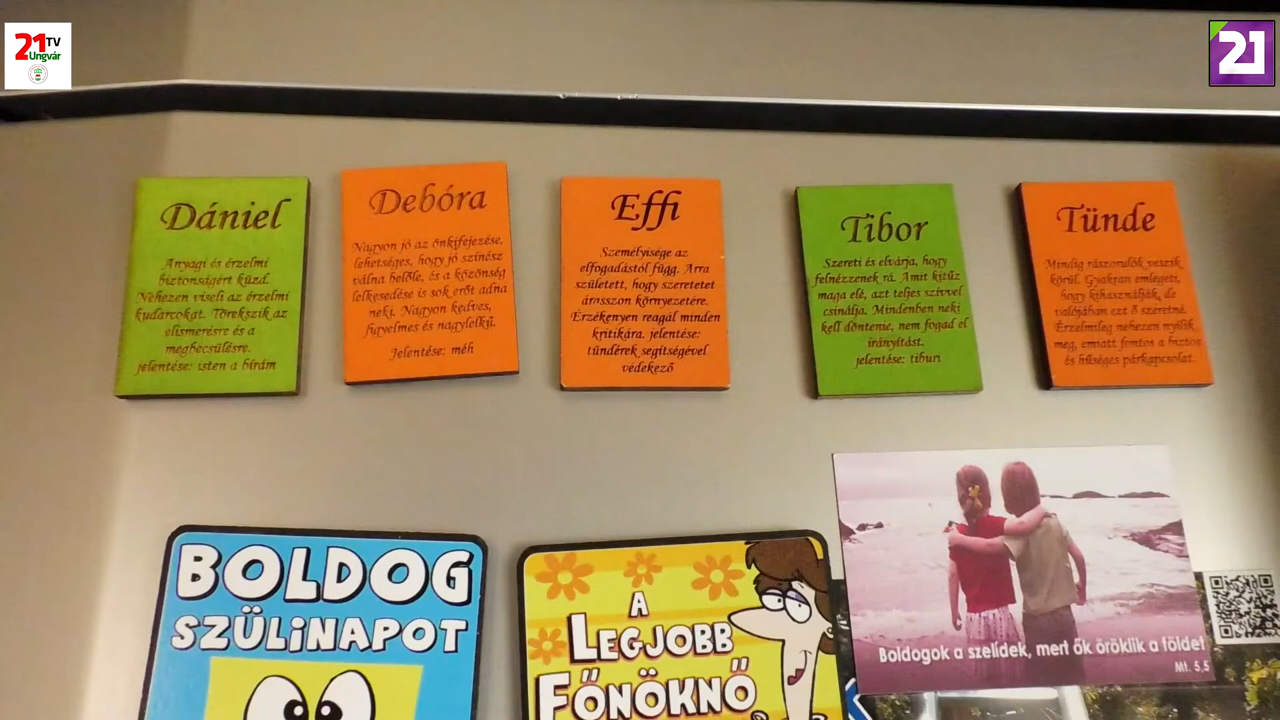 21 TV
Ungvár
21
Dániel
Anyagi és érzelmi
biztonságért küzd.
Nehezen viseli az érzelmi
kudarcokat. Törekszik az
elismerésre és a
megbecsülésre.
jelentése: isten a bírám
Debóra
Nagyon jó az önkifejezése,
lehetséges, hogy jó színész
válna belőle, és a közönség
lelkesedése is sok erőt adna
neki. Nagyon kedves,
figyelmes és nagylelkű.
Jelentése: méh
Effi
Személyisége az
elfogadástól függ. Arra
született, hogy szeretetet
árasszon környezetére.
Érzékenyen reagál minden
kritikára. jelentése:
tündérek segítségével
védekező
Tibor
Szereti és elvárja, hogy
felnézzenek rá. Amit kitűz
maga elé, azt teljes szívvel
csinálja. Mindenben neki
kell döntenie, nem fogad el
irányítást.
jelentése: tiburi
Tünde
Mindig rászorulók veszik
körül. Gyakran emlegeti,
hogy kihasználják, de
valójában ezt ő szeretné.
Érzelmileg nehezen nyílik
meg, emiatt fontos a biztos
és hűséges párkapcsolat.
BOLDOG
SZÜLiNAPOT
A
LEGJOBB
FŐNÖKNŐ
Boldogok a szelídek, mert ők öröklik a földet
Mt. 5,5